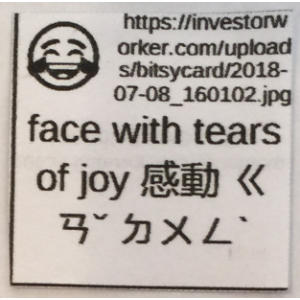 https://investorw
orker.com/upload
s/bitsycard/2018-
07-08_160102.jpg
face with tears
of joy 感動 ㄍ
ㄢˇ ㄉㄨㄥˋ